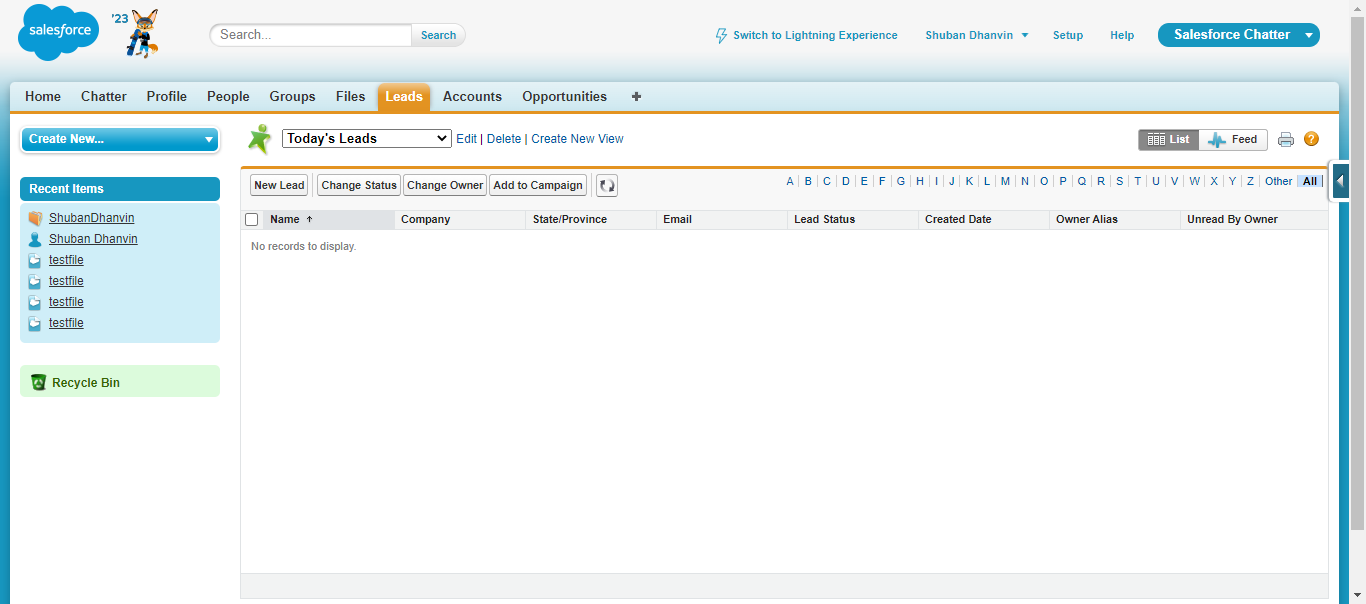 salesforce '23 Search... Search Switch to Lightning Experience Shuban Dhanvin Setup Help Salesforce Chatter
Home Chatter Profile People Groups Files Leads Accounts Opportunities +
Create New...
Today's Leads Edit | Delete | Create New View List Feed ?
Recent Items
ShubanDhanvin
Shuban Dhanvin
testfile
testfile
testfile
testfile
Recycle Bin
New Lead Change Status Change Owner Add to Campaign A | B | C | D | E | F | G | H | I | J | K | L | M | N | O | P | Q | R | S | T | U | V | W | X | Y | Z | Other | All |
Name ↑ Company State/Province Email Lead Status Created Date Owner Alias Unread By Owner
No records to display.